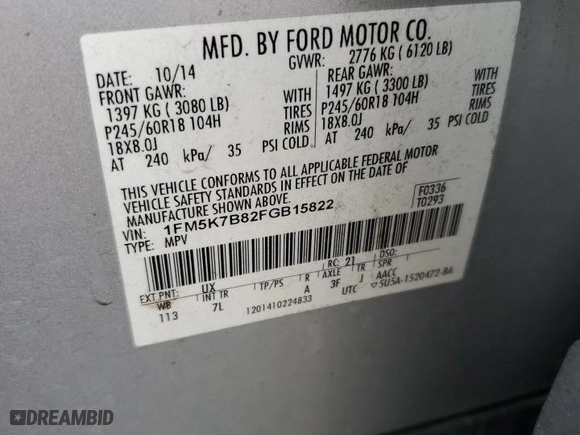 MFD. BY FORD MOTOR CO.
DATE: 10/14 GVWR: 2776 KG ( 6120 LB)
FRONT GAWR: REAR GAWR:
1397 KG ( 3080 LB) WITH TIRES 1497 KG ( 3300 LB) WITH TIRES
P245/60R18 104H P245/60R18 104H
18X8.0J RIMS 18X8.0J RIMS
AT 240 kPa/ 35 PSI COLD AT 240 kPa/ 35 PSI COLD
THIS VEHICLE CONFORMS TO ALL APPLICABLE FEDERAL MOTOR
VEHICLE SAFETY STANDARDS IN EFFECT ON THE DATE OF
MANUFACTURE SHOWN ABOVE.
VIN: 1FM5K7B82FGB15822
TYPE: MPV
F0336
T0293
EXT PNT: UX RC: 21 DSO:
WB INT TR TP/PS R AXLE TR SPR
113 7L A 3F J AACC
1201410224833 UTC 5U5A-1520472-BA
DREAMBID